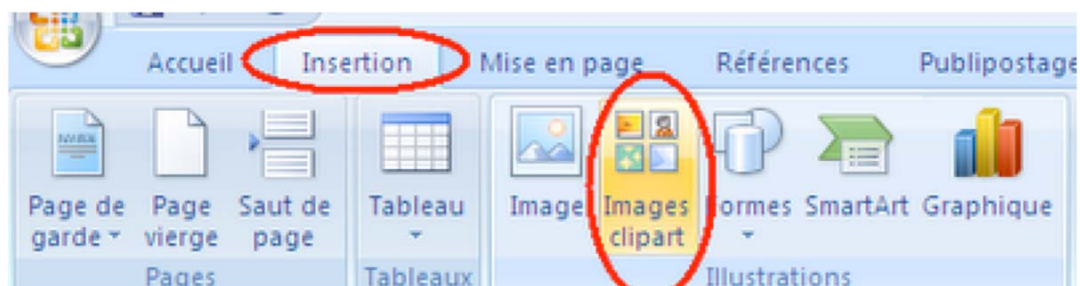 Accueil Insertion Mise en page Références Publipostage
Page de garde Page vierge Saut de page Tableau Image Images clipart Formes SmartArt Graphique
Pages Tableaux Illustrations